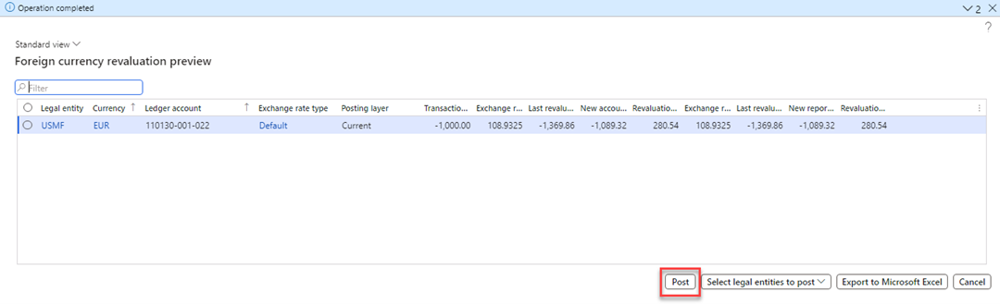 Operation completed 2
?
Standard view
Foreign currency revaluation preview
Filter
Legal entity Currency ↑ Ledger account ↑ Exchange rate type Posting layer Transactio... Exchange r... Last revalu... New accou... Revaluatio... Exchange r... Last revalu... New repor... Revaluatio...
USMF EUR 110130-001-022 Default Current -1,000.00 108.9325 -1,369.86 -1,089.32 280.54 108.9325 -1,369.86 -1,089.32 280.54
Post Select legal entities to post Export to Microsoft Excel Cancel